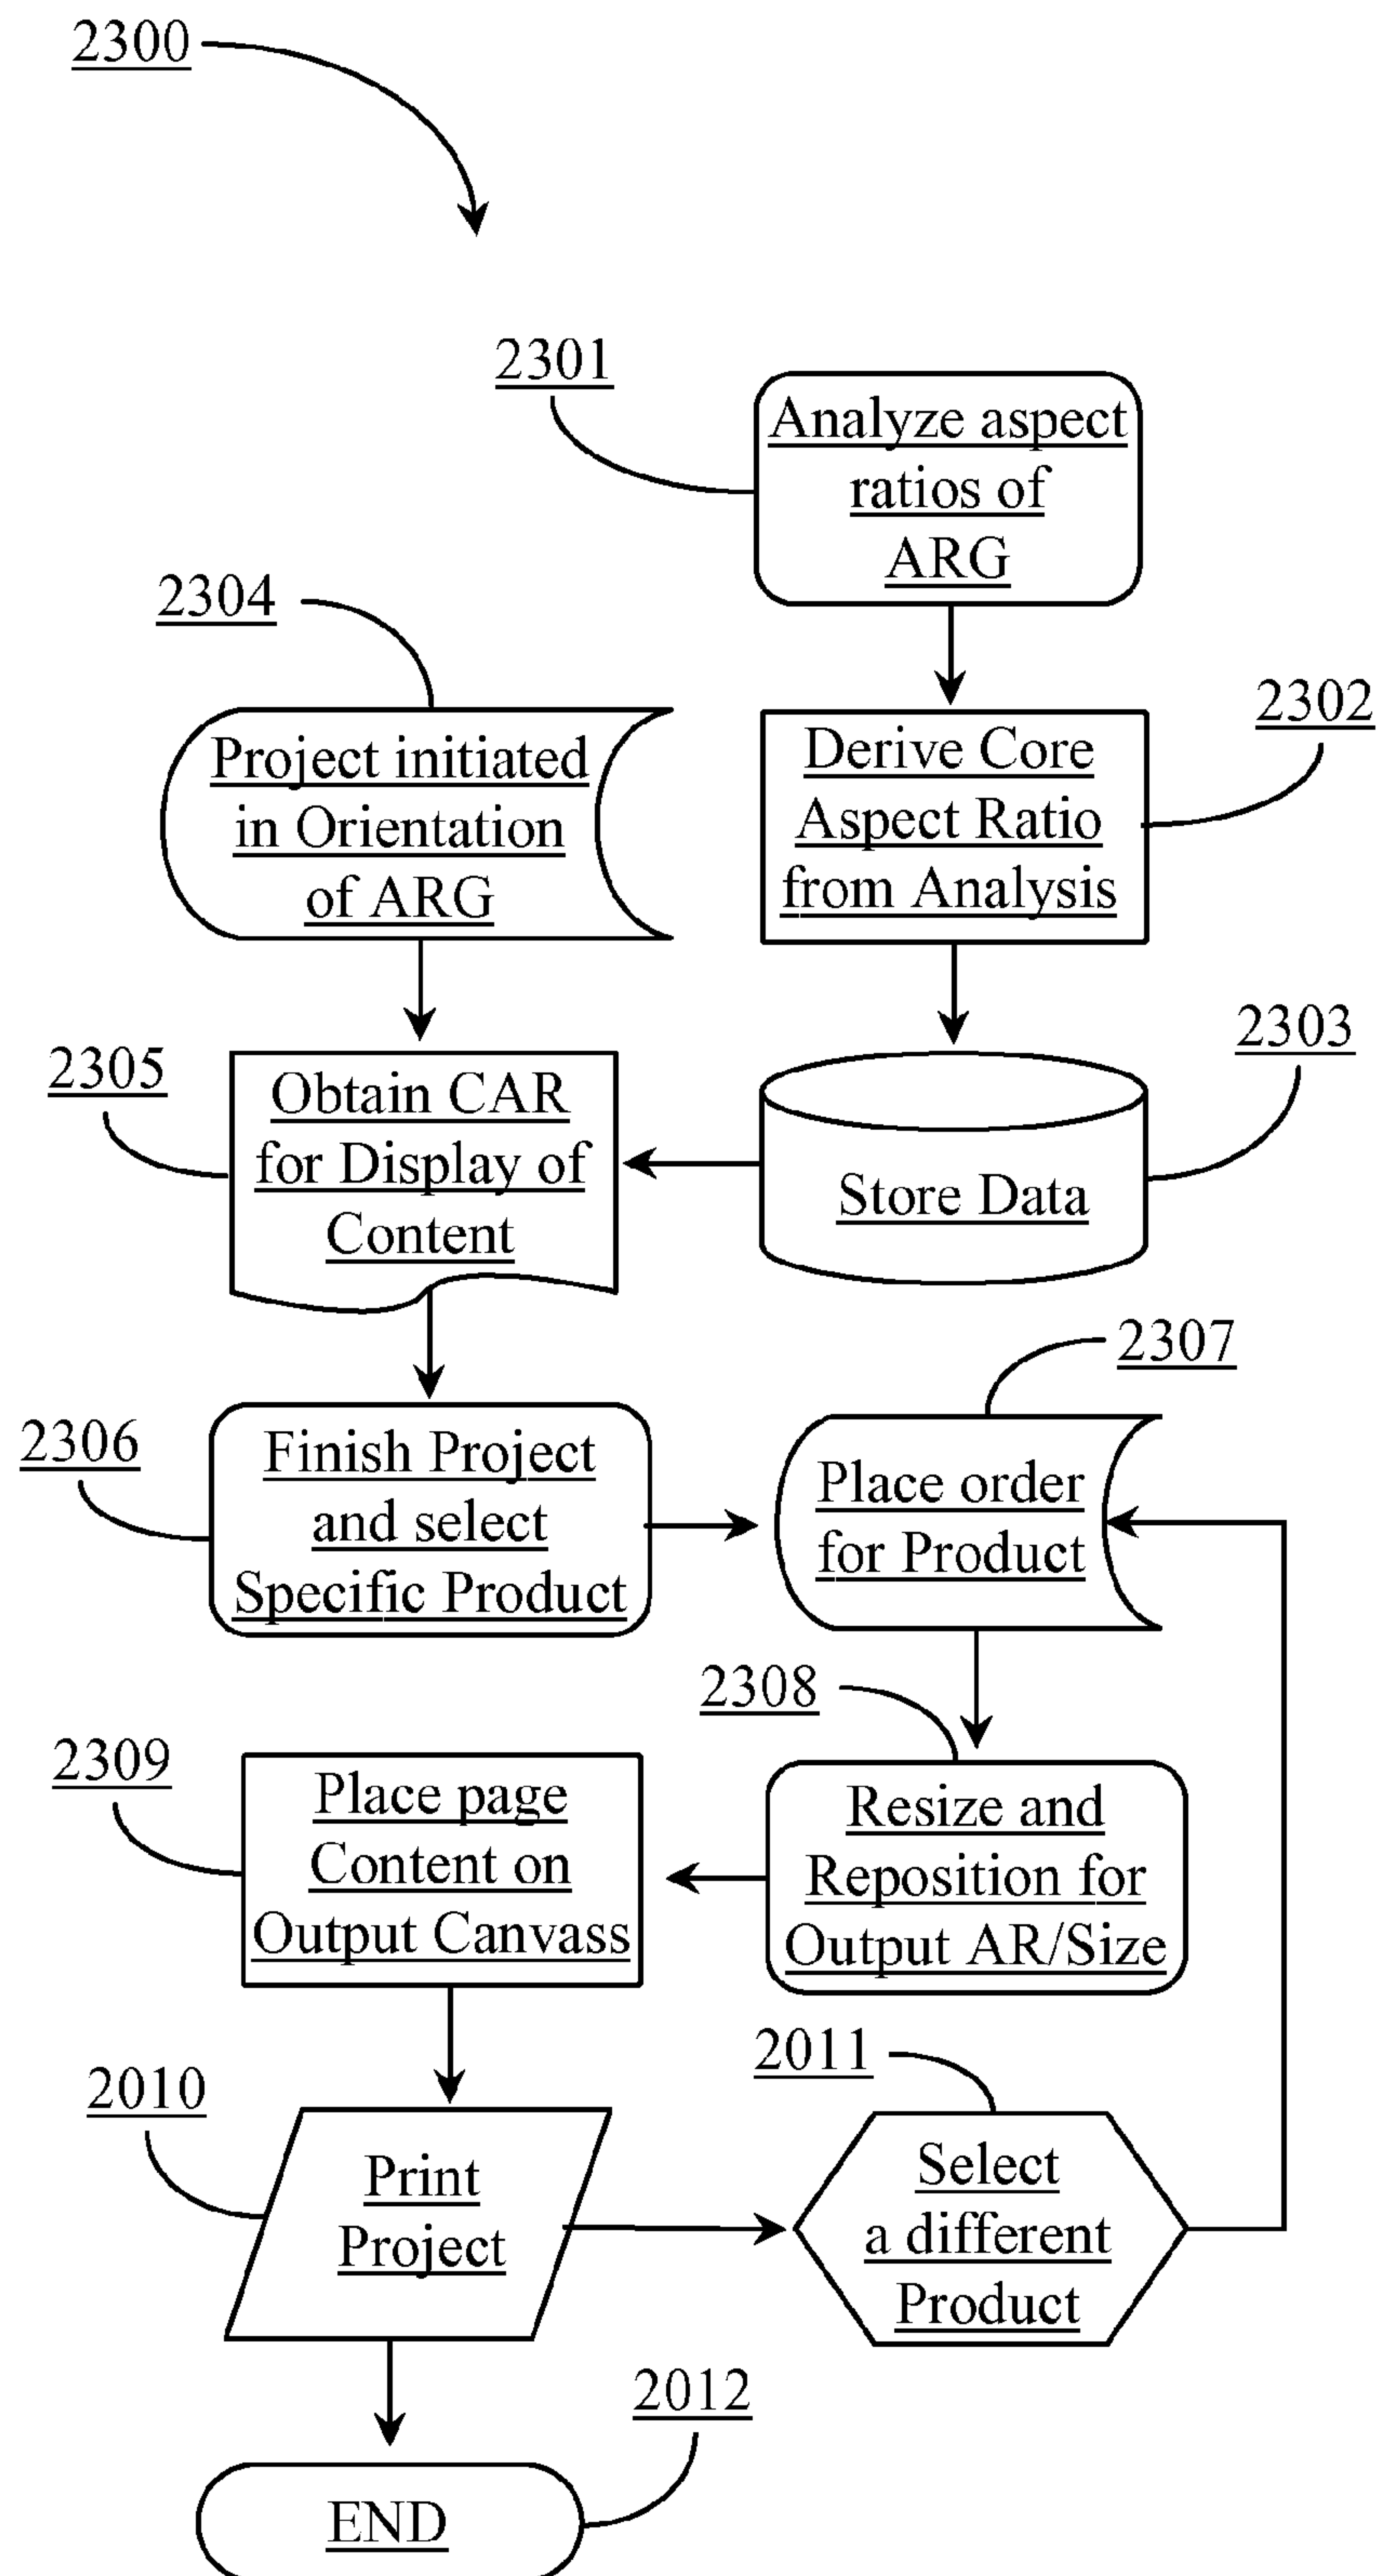 2300
2301
Analyze aspect
ratios of
ARG
2304
Project initiated
in Orientation
of ARG
2302
Derive Core
Aspect Ratio
from Analysis
2305
Obtain CAR
for Display of
Content
2303
Store Data
2306
Finish Project
and select
Specific Product
2307
Place order
for Product
2308
Resize and
Reposition for
Output AR/Size
2309
Place page
Content on
Output Canvass
2010
Print
Project
2011
Select
a different
Product
2012
END